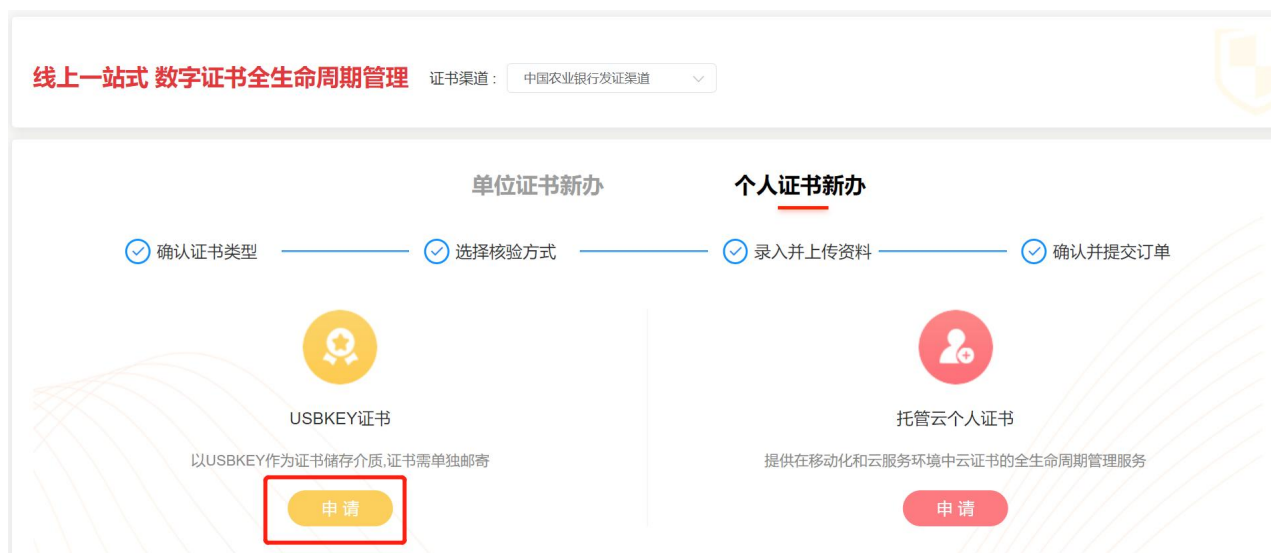 线上一站式 数字证书全生命周期管理 证书渠道： 中国农业银行发证渠道
单位证书新办 个人证书新办
确认证书类型 选择核验方式 录入并上传资料 确认并提交订单
USBKEY证书 托管云个人证书
以USBKEY作为证书储存介质,证书需单独邮寄 提供在移动化和云服务环境中云证书的全生命周期管理服务
申请 申请